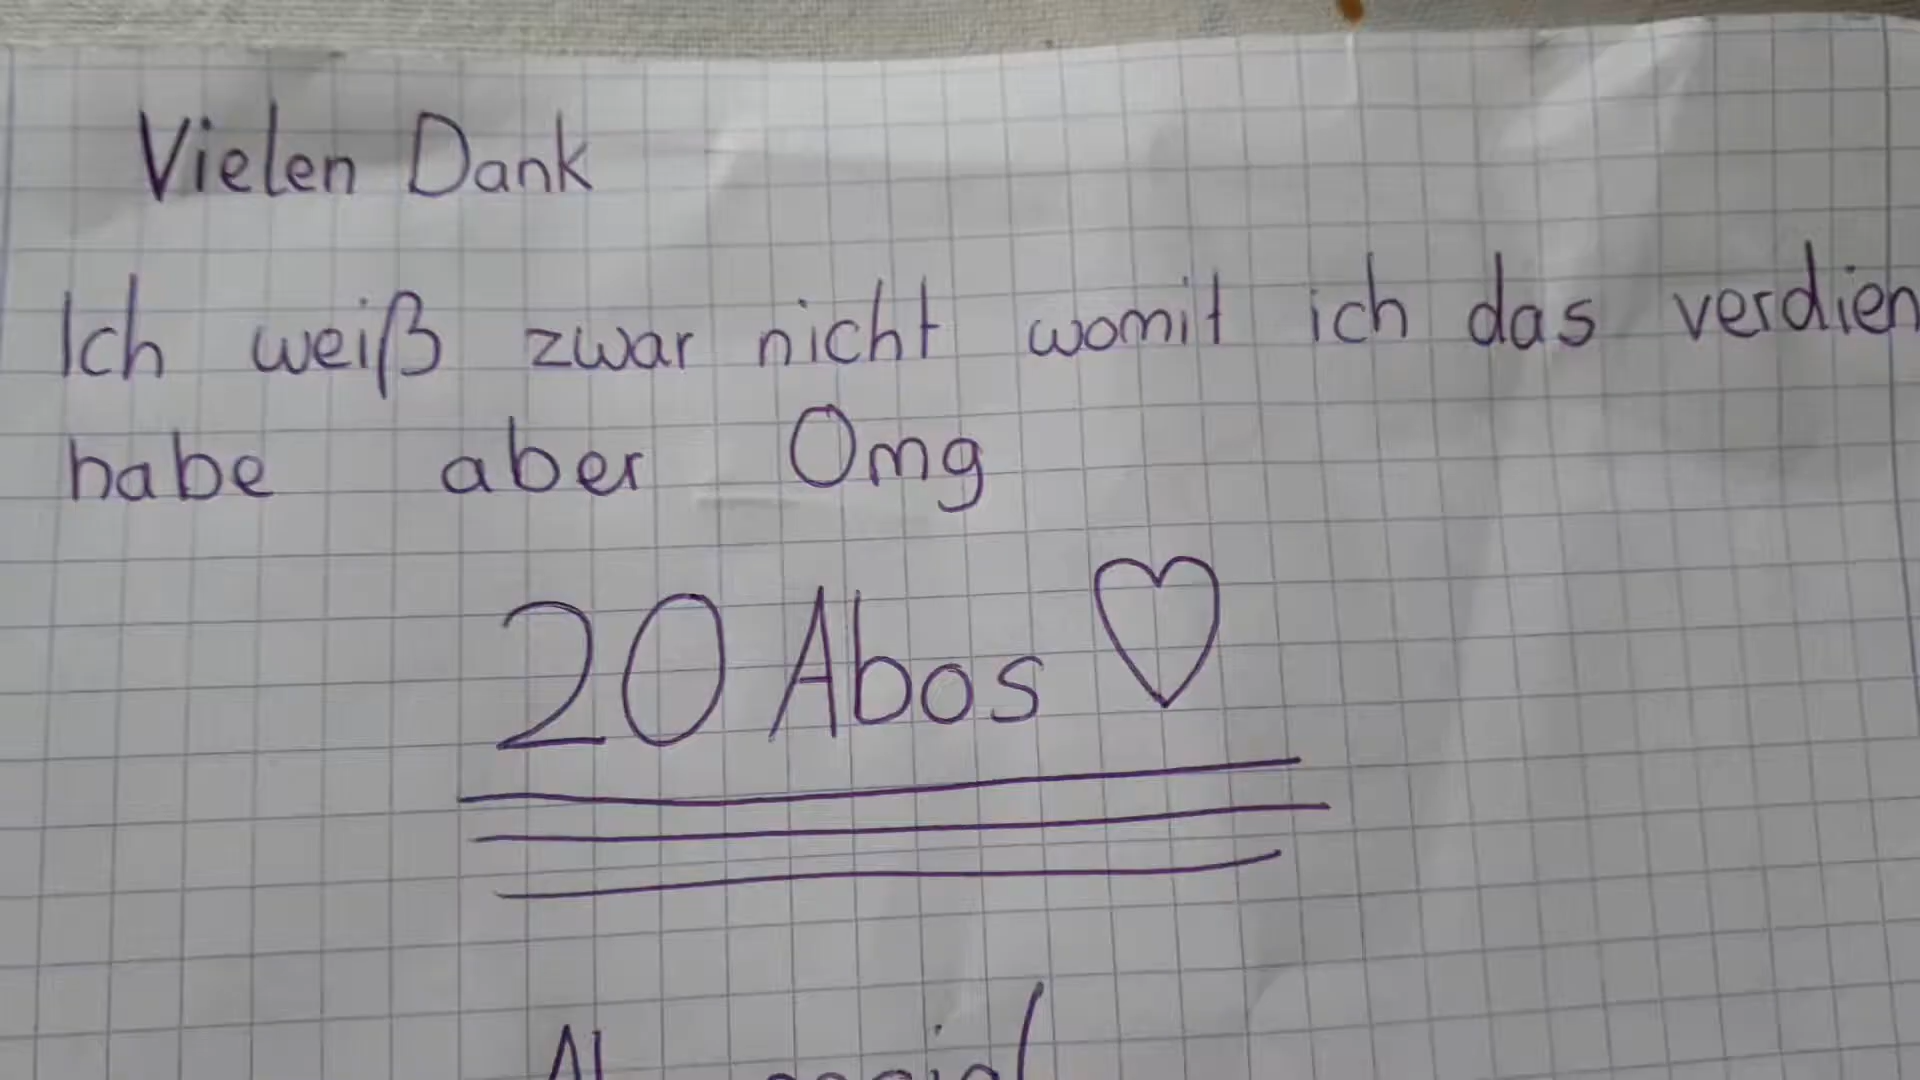 Vielen Dank
Ich weiß zwar nicht womit ich das verdien
habe aber Omg
20 Abos ♡